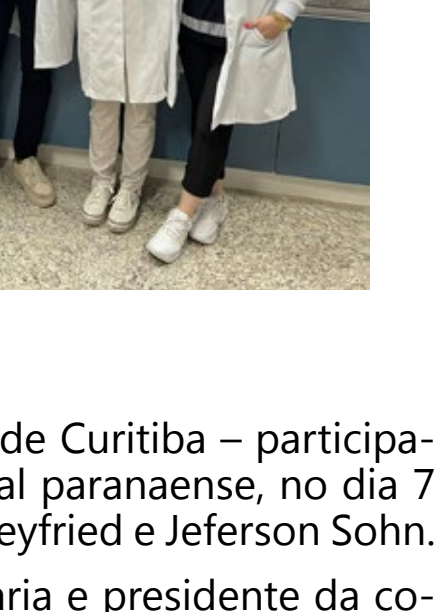 de Curitiba – participa-
al paranaense, no dia 7
eyfried e Jeferson Sohn.
aria e presidente da co-